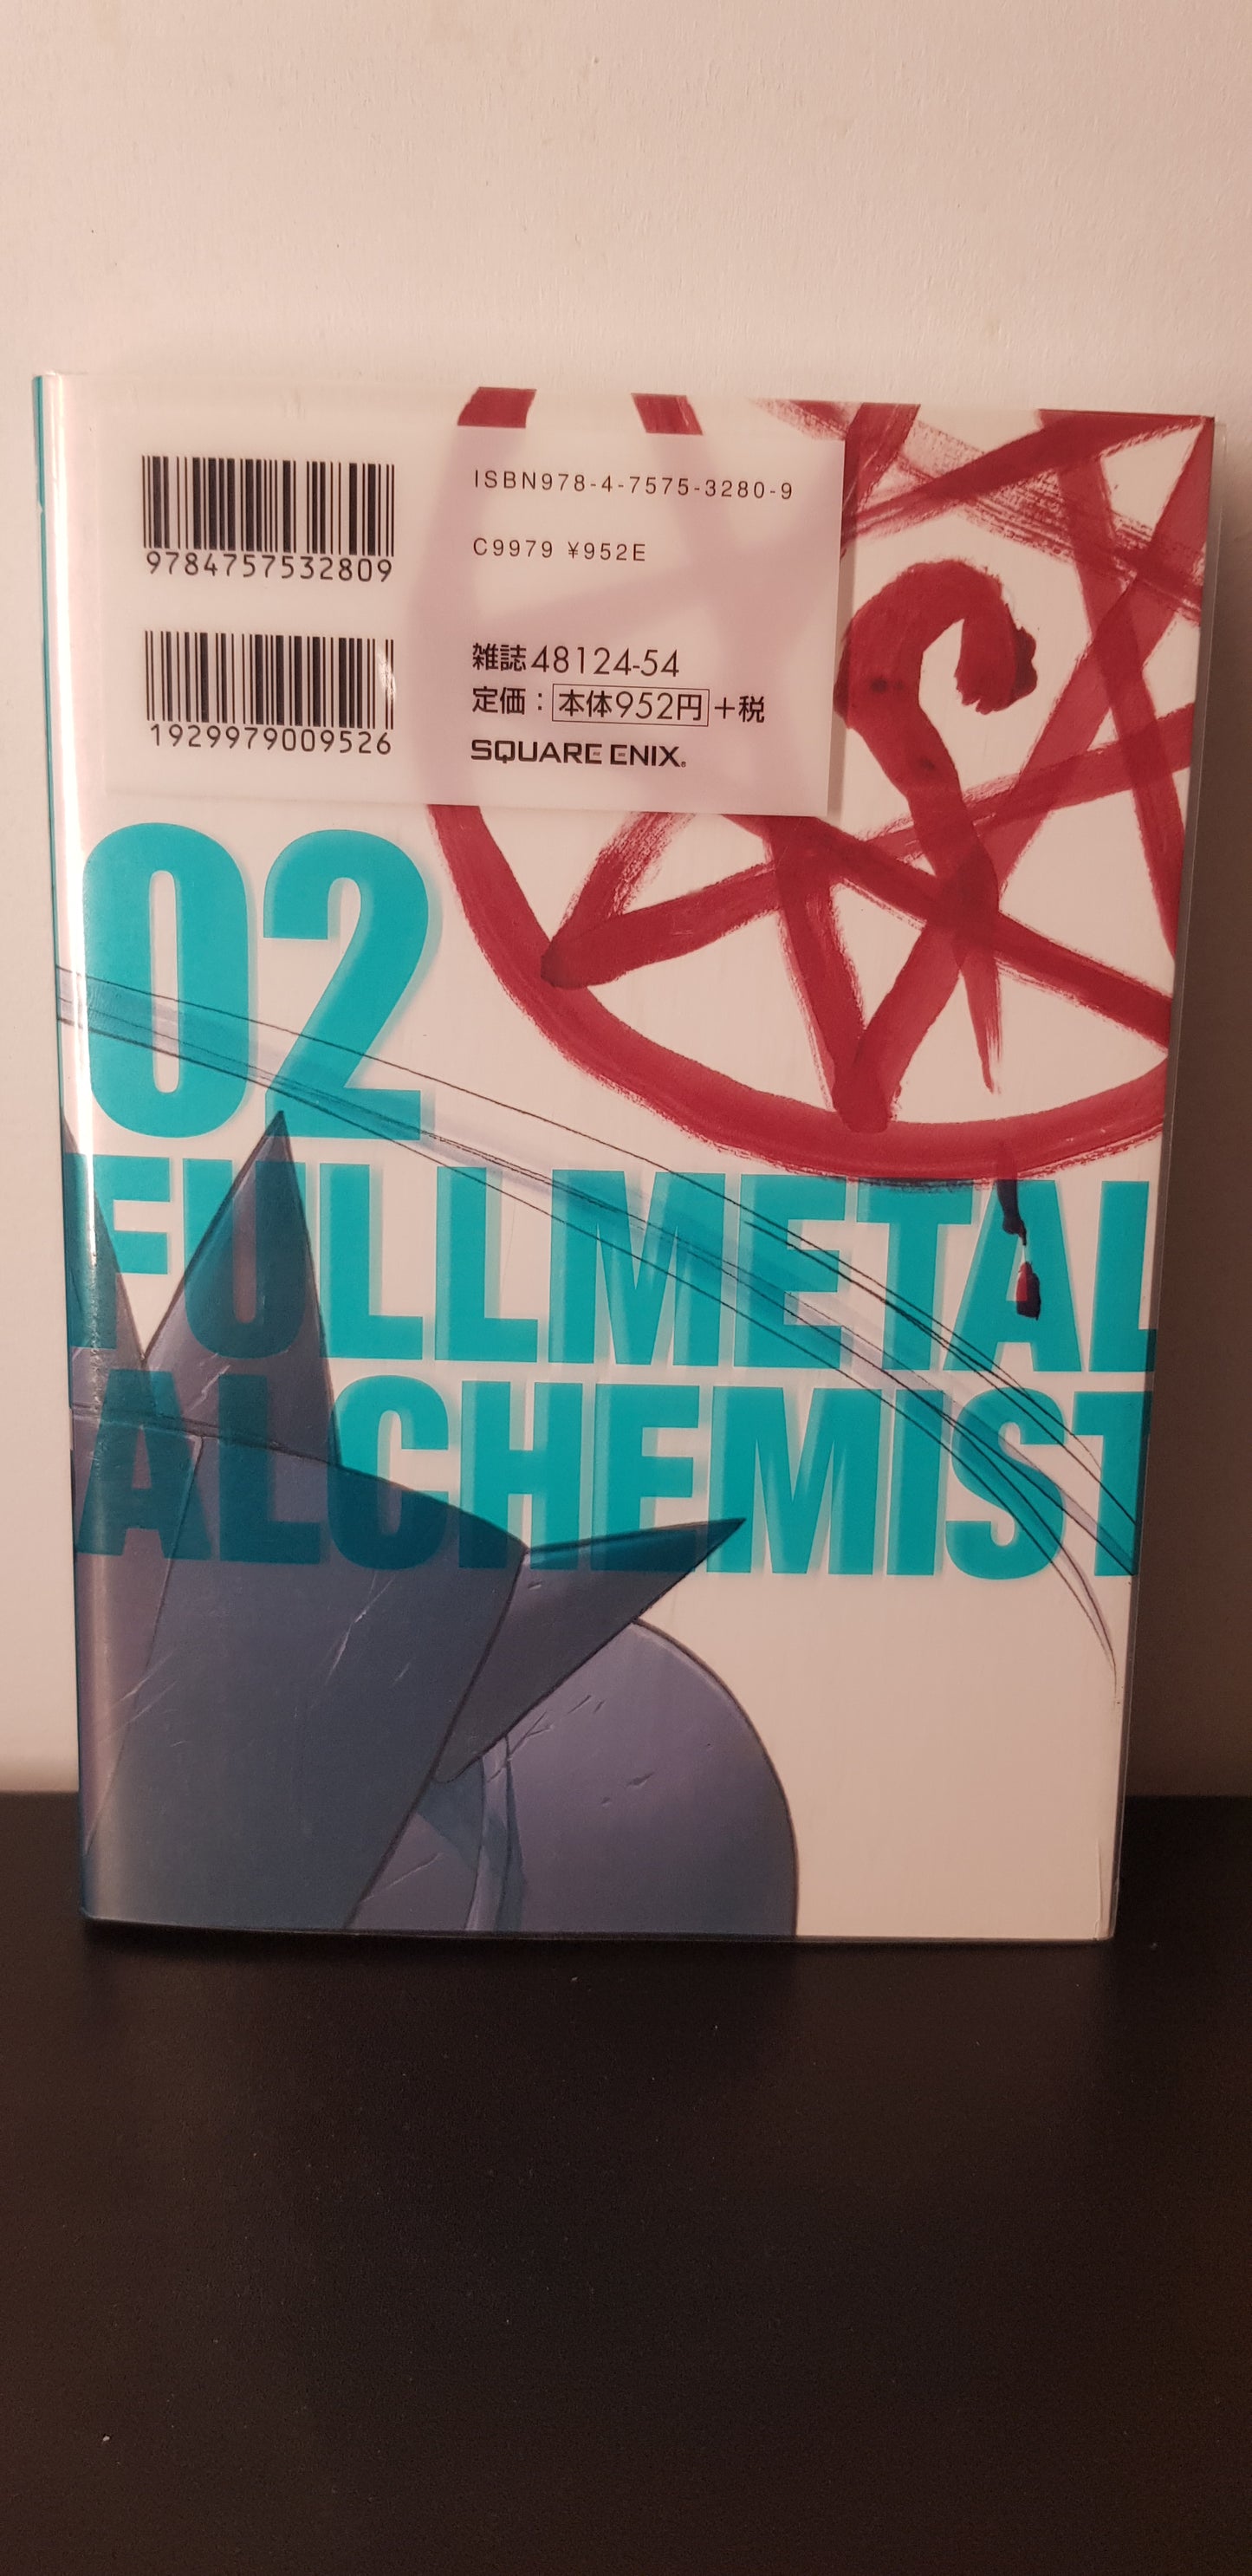 ISBN978-4-7575-3280-9
C9979 ¥952E
9784757532809
雑誌48124-54
定価：本体952円+税
1929979009526
SQUARE ENIX®
02
FULLMETAL
ALCHEMIST